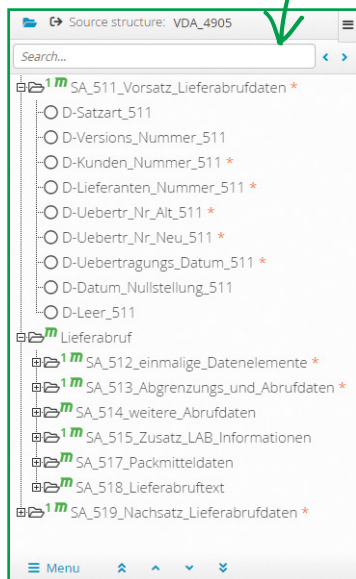 Source structure: VDA_4905
Search...
1 m SA_511_Vorsatz_Lieferabrufdaten *
D-Satzart_511
D-Versions_Nummer_511
D-Kunden_Nummer_511 *
D-Lieferanten_Nummer_511 *
D-Uebertr_Nr_Alt_511 *
D-Uebertr_Nr_Neu_511 *
D-Uebertragungs_Datum_511 *
D-Datum_Nullstellung_511
D-Leer_511
m Lieferabruf
1 m SA_512_einmalige_Datenelemente *
1 m SA_513_Abgrenzungs_und_Abrufdaten *
m SA_514_weitere_Abrufdaten
1 m SA_515_Zusatz_LAB_Informationen
m SA_517_Packmitteldaten
m SA_518_Lieferabruftext
1 m SA_519_Nachsatz_Lieferabrufdaten *
Menu